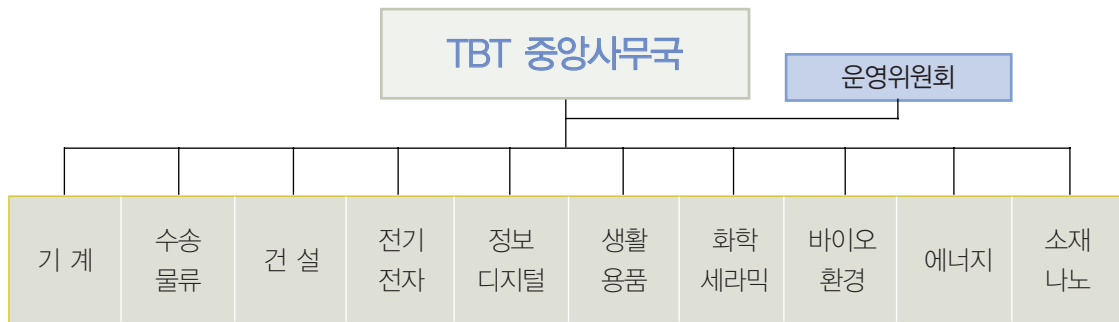 TBT 중앙사무국
운영위원회
기 계
수송
물류
건 설
전기
전자
정보
디지털
생활
용품
화학
세라믹
바이오
환경
에너지
소재
나노